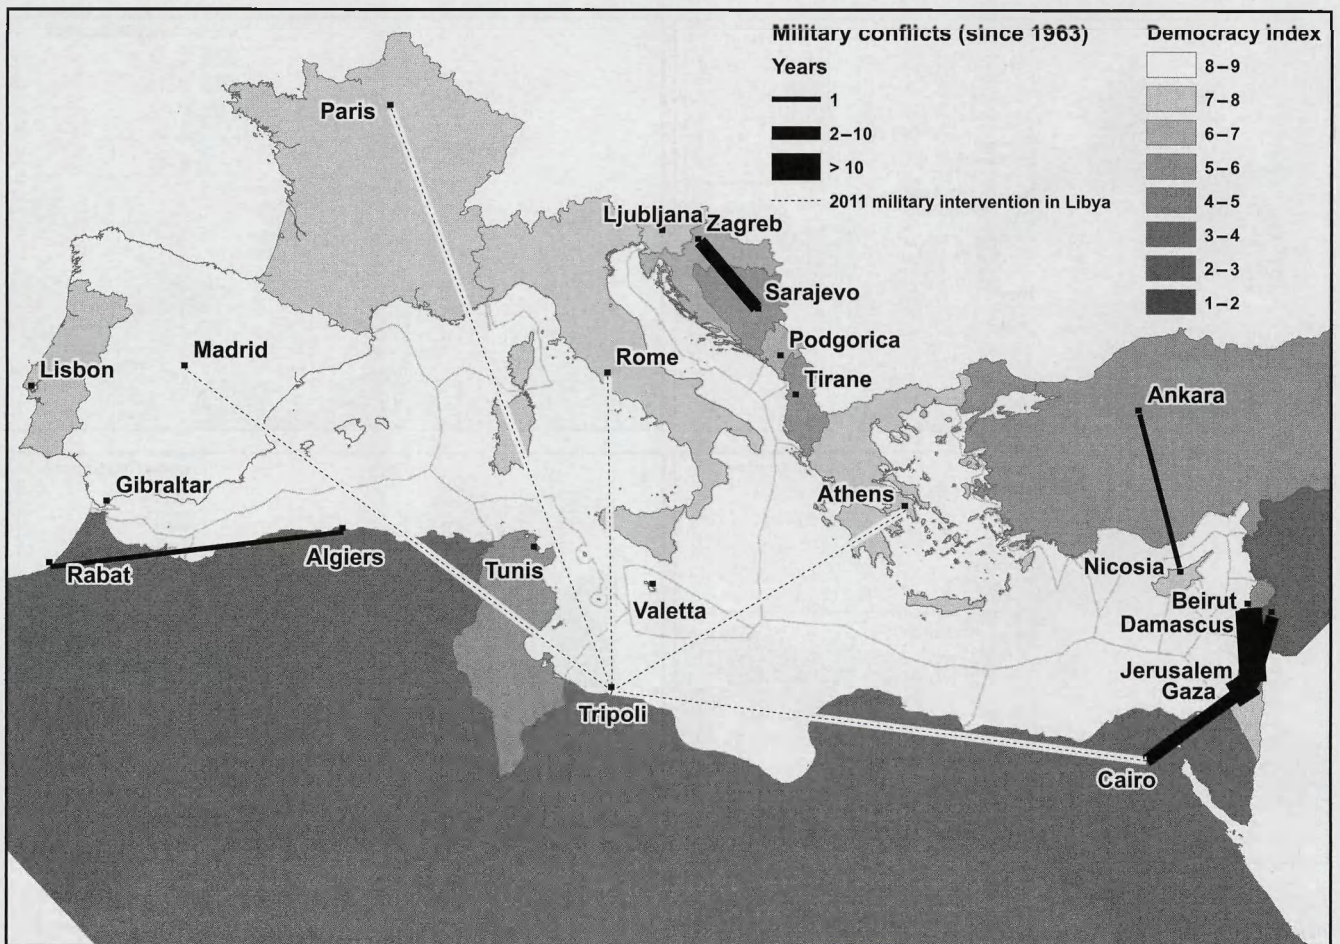 Military conflicts (since 1963)
Years
1
2–10
> 10
2011 military intervention in Libya
Democracy index
8–9
7–8
6–7
5–6
4–5
3–4
2–3
1–2
Paris
Ljubljana
Zagreb
Sarajevo
Podgorica
Tirane
Madrid
Lisbon
Rome
Ankara
Gibraltar
Athens
Rabat
Algiers
Tunis
Valetta
Nicosia
Beirut
Damascus
Jerusalem
Gaza
Tripoli
Cairo